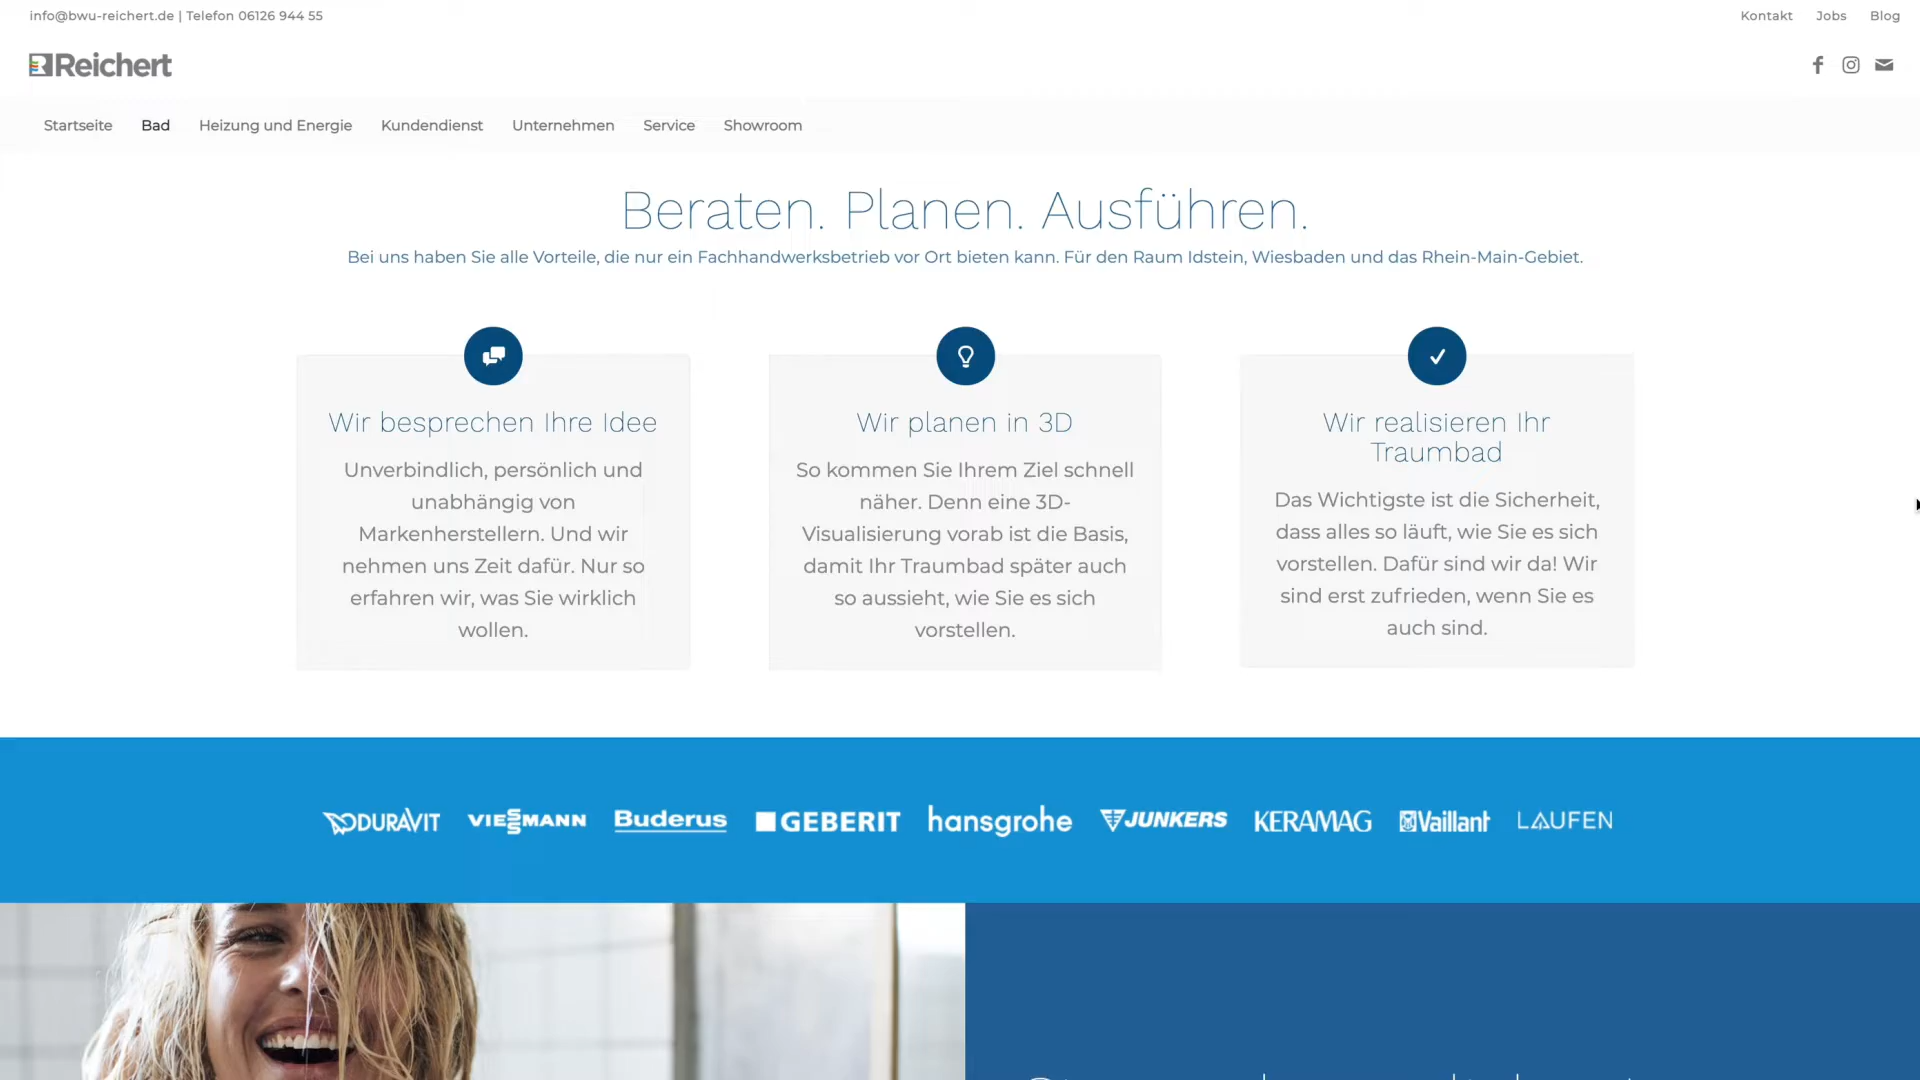 info@bwu-reichert.de | Telefon 06126 944 55
Kontakt Jobs Blog
Reichert
Startseite Bad Heizung und Energie Kundendienst Unternehmen Service Showroom
Beraten. Planen. Ausführen.
Bei uns haben Sie alle Vorteile, die nur ein Fachhandwerksbetrieb vor Ort bieten kann. Für den Raum Idstein, Wiesbaden und das Rhein-Main-Gebiet.
Wir besprechen Ihre Idee
Unverbindlich, persönlich und
unabhängig von
Markenherstellern. Und wir
nehmen uns Zeit dafür. Nur so
erfahren wir, was Sie wirklich
wollen.
Wir planen in 3D
So kommen Sie Ihrem Ziel schnell
näher. Denn eine 3D-
Visualisierung vorab ist die Basis,
damit Ihr Traumbad später auch
so aussieht, wie Sie es sich
vorstellen.
Wir realisieren Ihr
Traumbad
Das Wichtigste ist die Sicherheit,
dass alles so läuft, wie Sie es sich
vorstellen. Dafür sind wir da! Wir
sind erst zufrieden, wenn Sie es
auch sind.
DURAVIT VIESSMANN Buderus GEBERIT hansgrohe JUNKERS KERAMAG Vaillant LAUFEN